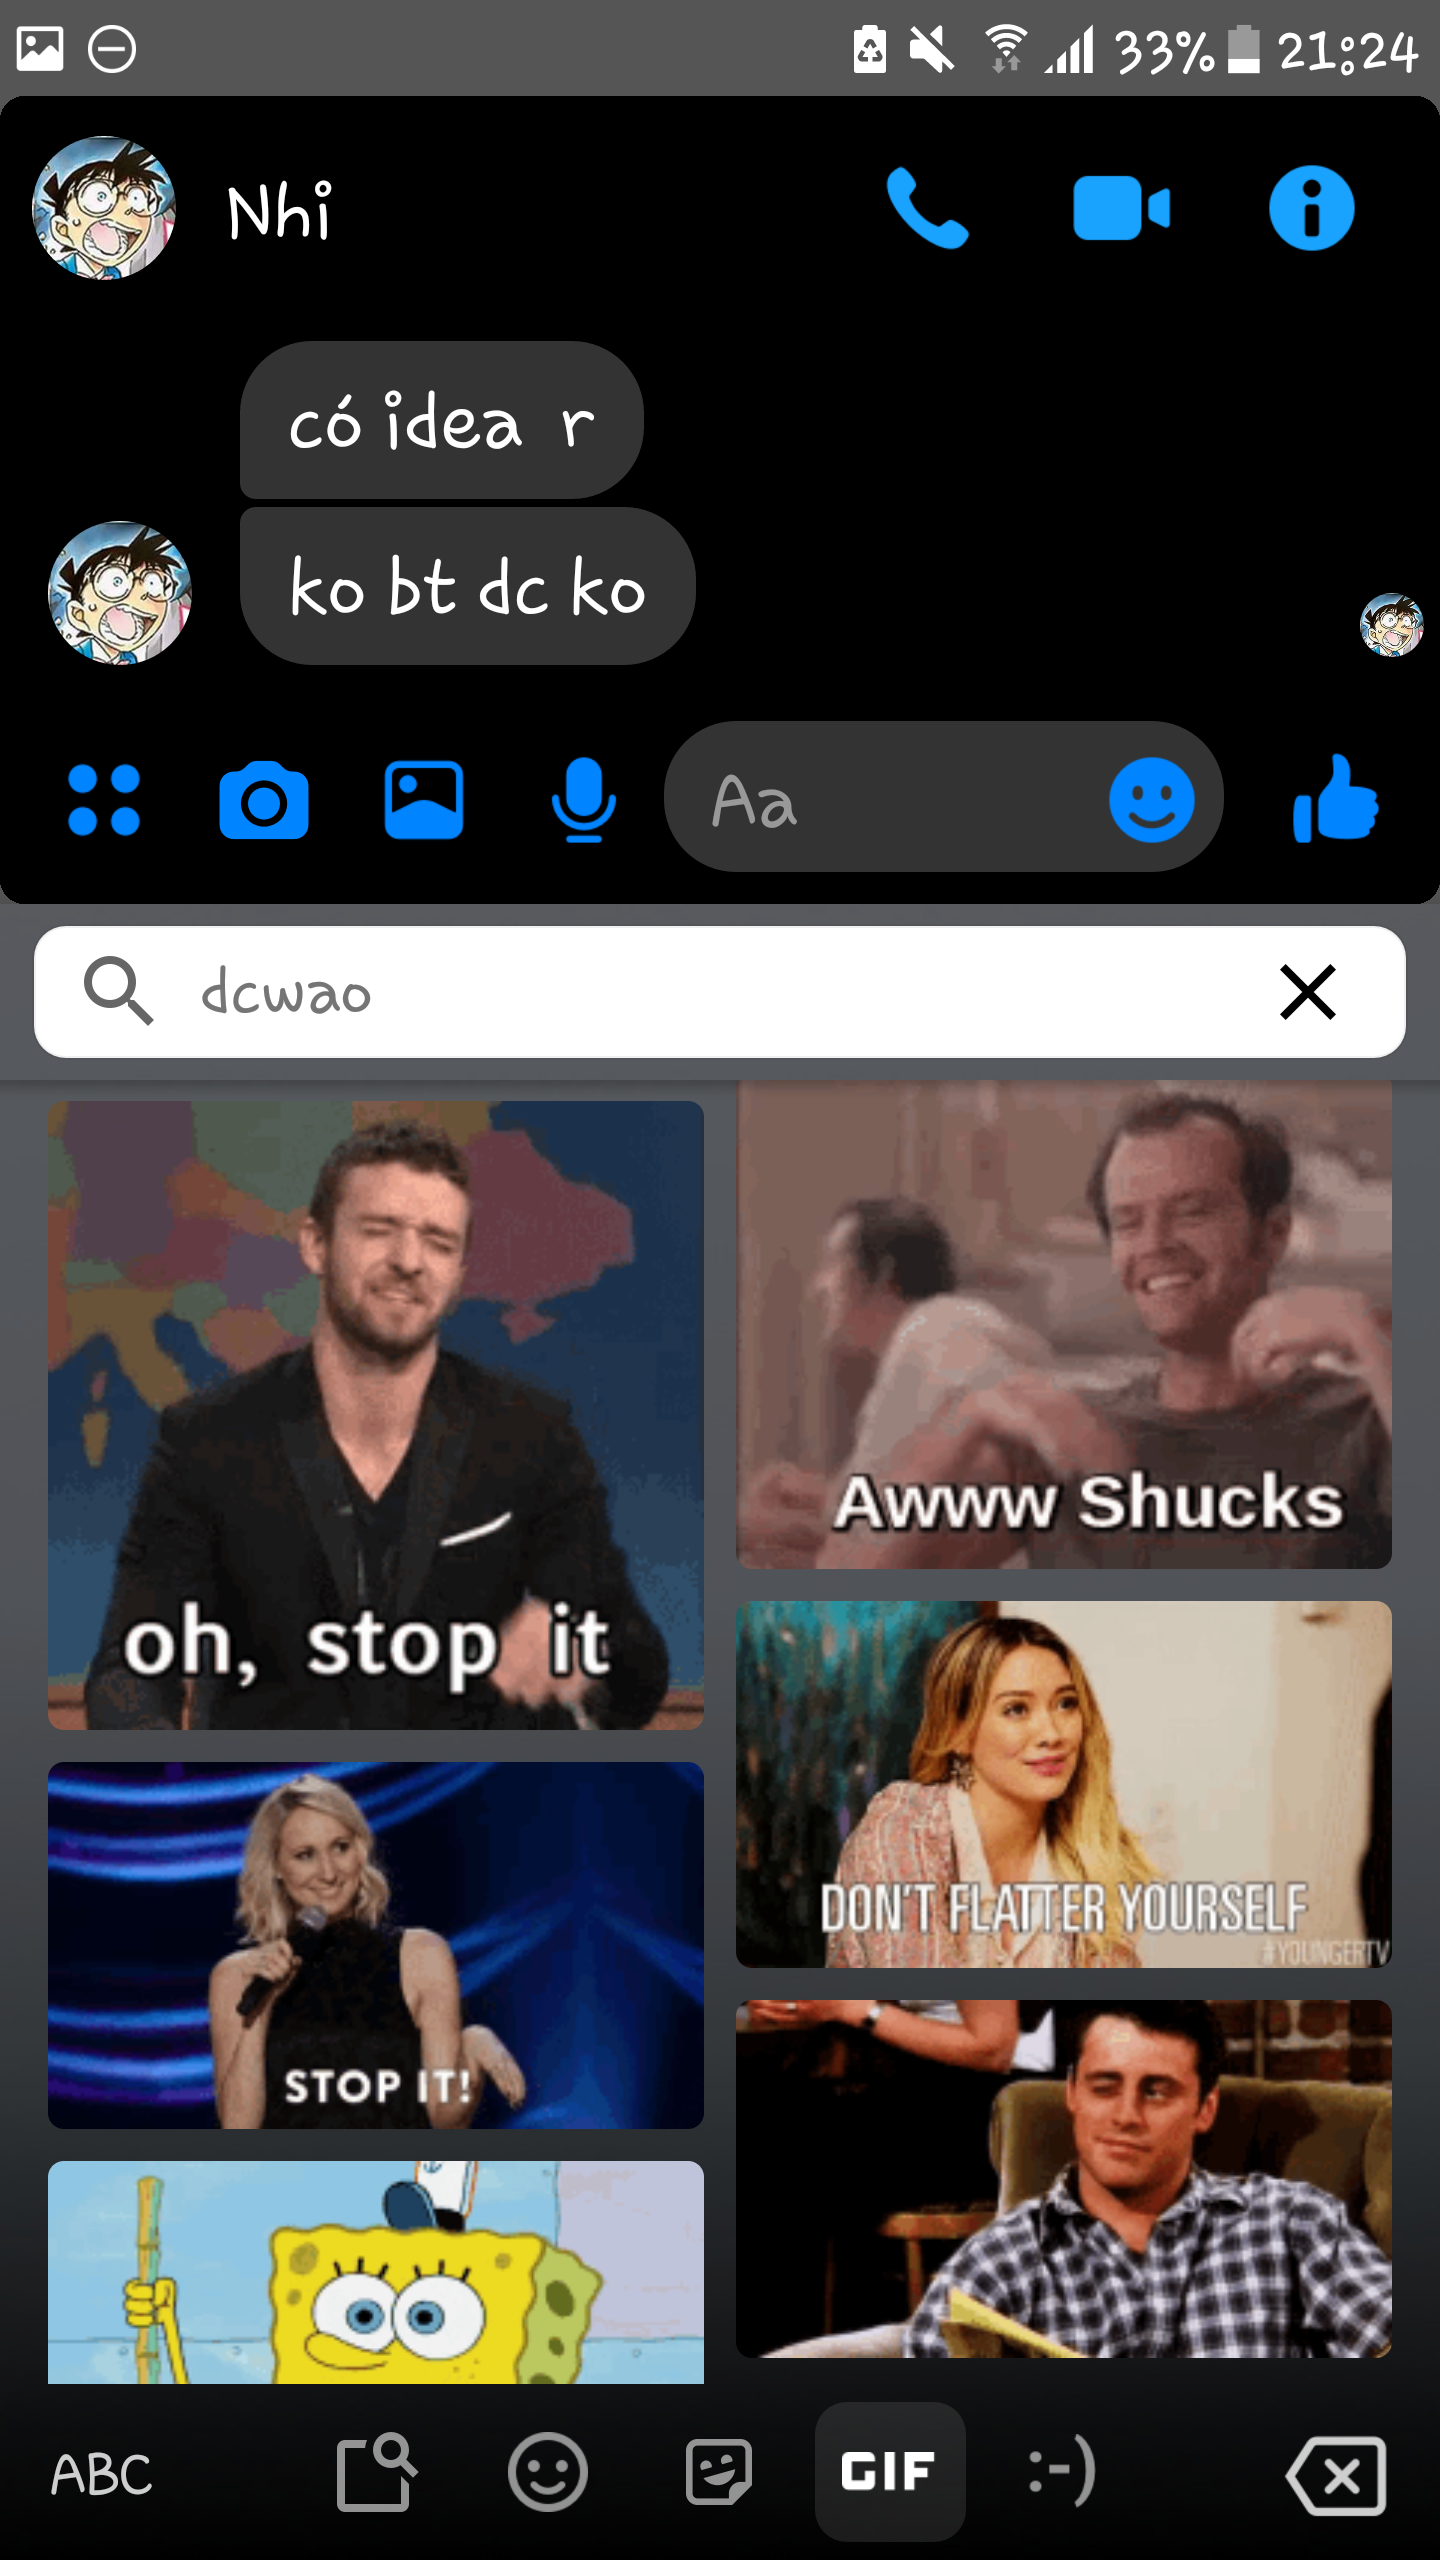 33% 21:24
Nhi
có idea r
ko bt dc ko
Aa
dcwao
oh, stop it
Awww Shucks
DON'T FLATTER YOURSELF
#YOUNGERTV
STOP IT!
ABC
GIF
:-)